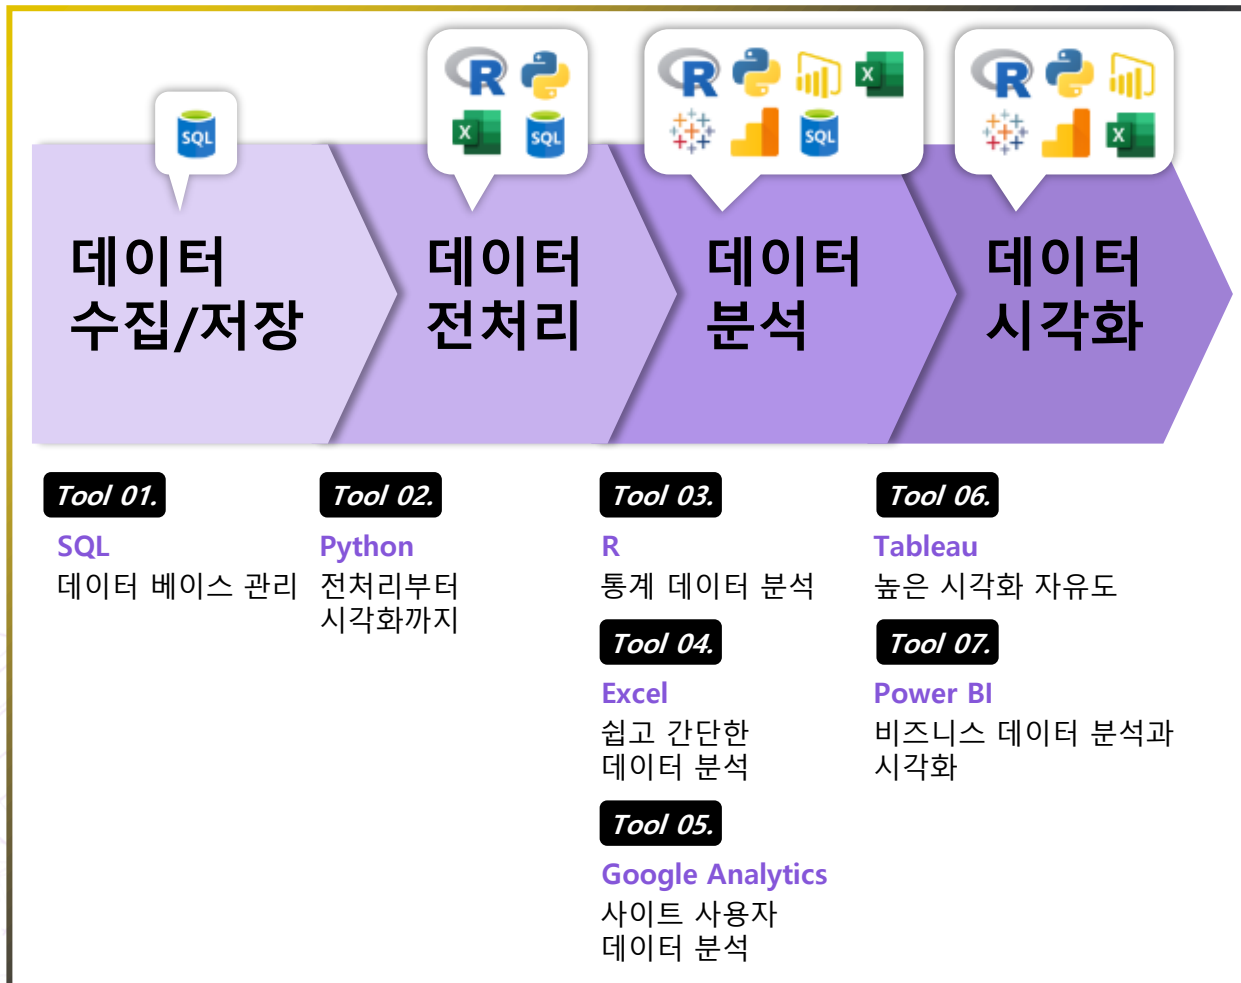 SQL
R
X
SQL
R
X
SQL
R
X
데이터
수집/저장
데이터
전처리
데이터
분석
데이터
시각화
Tool 01.
SQL
데이터 베이스 관리
Tool 02.
Python
전처리부터
시각화까지
Tool 03.
R
통계 데이터 분석
Tool 04.
Excel
쉽고 간단한
데이터 분석
Tool 05.
Google Analytics
사이트 사용자
데이터 분석
Tool 06.
Tableau
높은 시각화 자유도
Tool 07.
Power BI
비즈니스 데이터 분석과
시각화